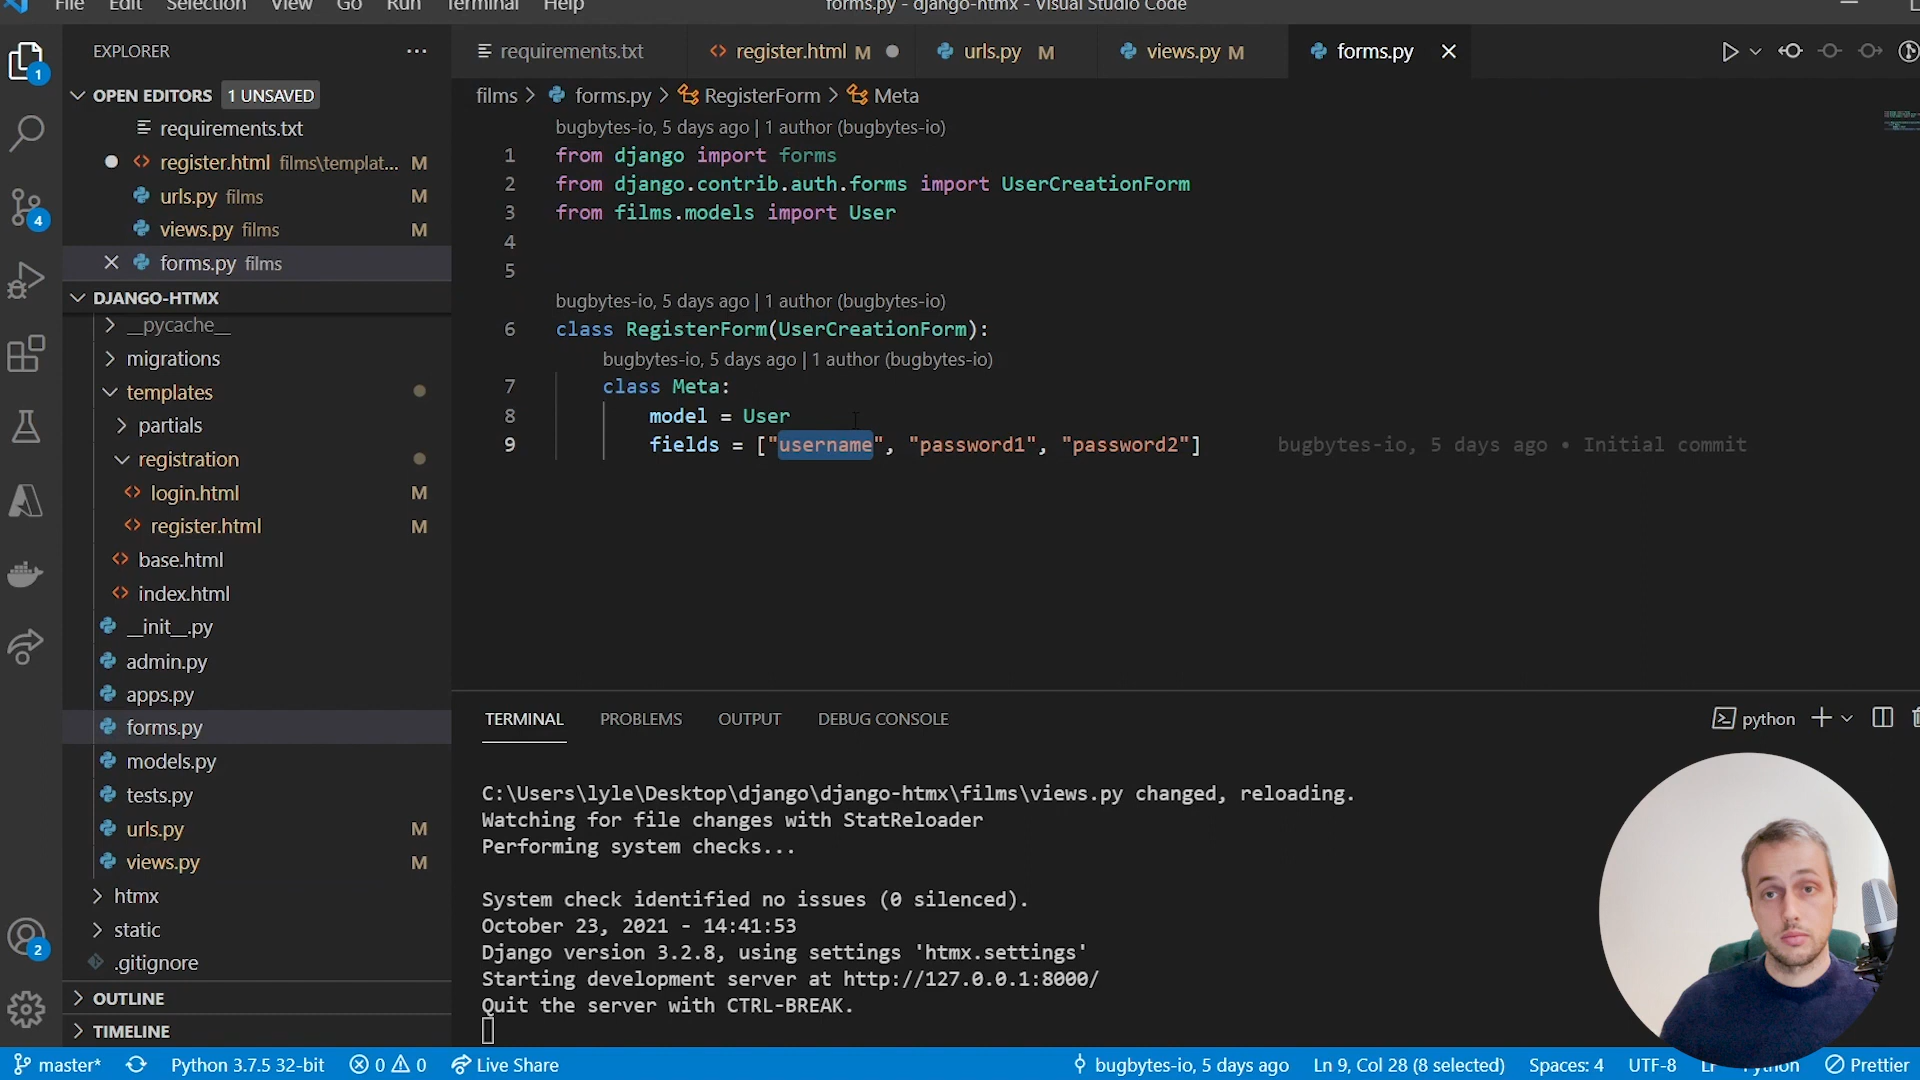 File Edit Selection View Go Run Terminal Help
forms.py - django-htmx - Visual Studio Code
EXPLORER
OPEN EDITORS 1 UNSAVED
requirements.txt
register.html films\templat... M
urls.py films M
views.py films M
forms.py films
DJANGO-HTMX
__pycache__
migrations
templates
partials
registration
login.html M
register.html M
base.html
index.html
__init__.py
admin.py
apps.py
forms.py
models.py
tests.py
urls.py M
views.py M
htmx
static
.gitignore
OUTLINE
TIMELINE
1
4
2
requirements.txt register.html M urls.py M views.py M forms.py
films > forms.py > RegisterForm > Meta
bugbytes-io, 5 days ago | 1 author (bugbytes-io)
1 from django import forms
2 from django.contrib.auth.forms import UserCreationForm
3 from films.models import User
4
5
bugbytes-io, 5 days ago | 1 author (bugbytes-io)
6 class RegisterForm(UserCreationForm):
bugbytes-io, 5 days ago | 1 author (bugbytes-io)
7 class Meta:
8 model = User
9 fields = ["username", "password1", "password2"] bugbytes-io, 5 days ago • Initial commit
TERMINAL PROBLEMS OUTPUT DEBUG CONSOLE
python
C:\Users\lyle\Desktop\django\django-htmx\films\views.py changed, reloading.
Watching for file changes with StatReloader
Performing system checks...
System check identified no issues (0 silenced).
October 23, 2021 - 14:41:53
Django version 3.2.8, using settings 'htmx.settings'
Starting development server at http://127.0.0.1:8000/
Quit the server with CTRL-BREAK.
master* Python 3.7.5 32-bit 0 0 Live Share bugbytes-io, 5 days ago Ln 9, Col 28 (8 selected) Spaces: 4 UTF-8 LF Python Prettier